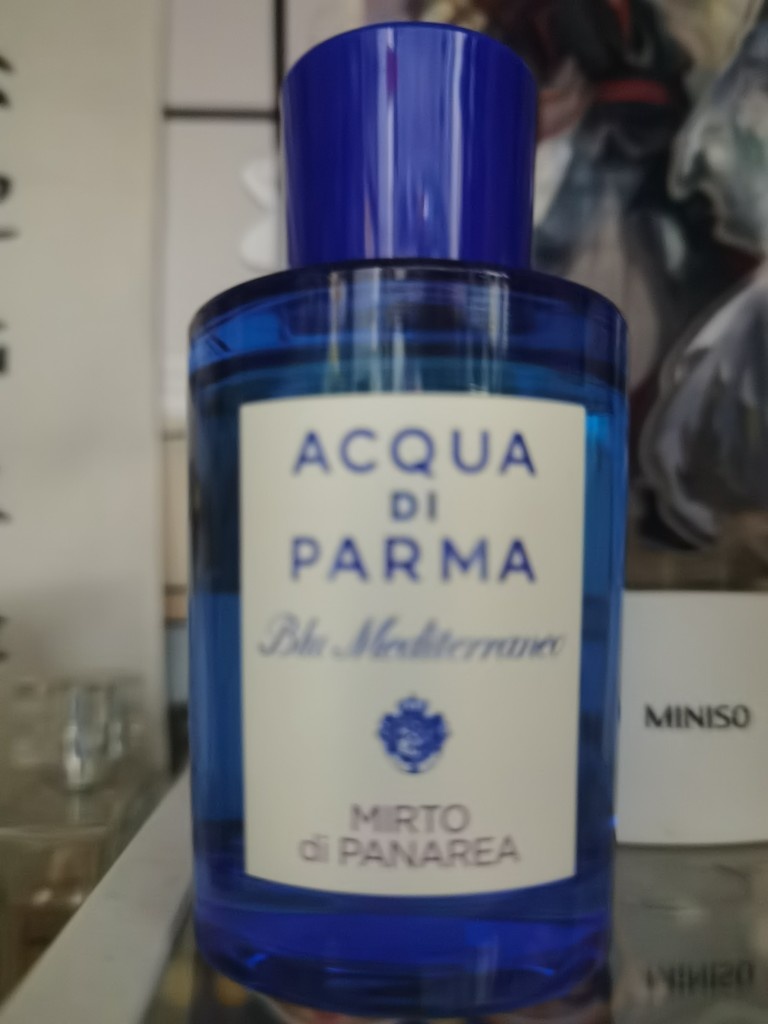 ACQUA
DI
PARMA
Blu Mediterraneo
MIRTO
di PANAREA
MINISO